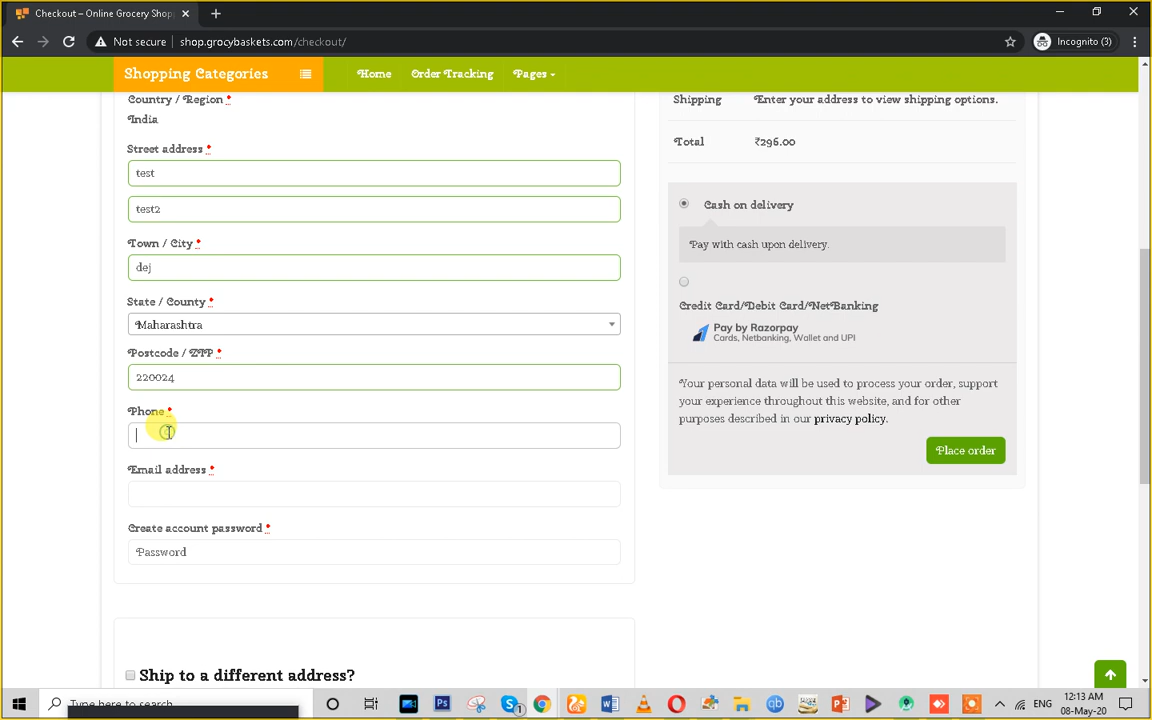 Checkout – Online Grocery Shop
Not secure
shop.grocybaskets.com/checkout/
Incognito (3)
Shopping Categories
Home
Order Tracking
Pages
Country / Region *
India
Street address *
test
test2
Town / City *
dej
State / County *
Maharashtra
Postcode / ZIP *
220024
Phone *
Email address *
Create account password *
Password
Ship to a different address?
Shipping
Enter your address to view shipping options.
Total
₹296.00
Cash on delivery
Pay with cash upon delivery.
Credit Card/Debit Card/NetBanking
Pay by Razorpay
Cards, Netbanking, Wallet and UPI
Your personal data will be used to process your order, support
your experience throughout this website, and for other
purposes described in our privacy policy.
Place order
Type here to search
Ps
1
ENG
12:13 AM
08-May-20